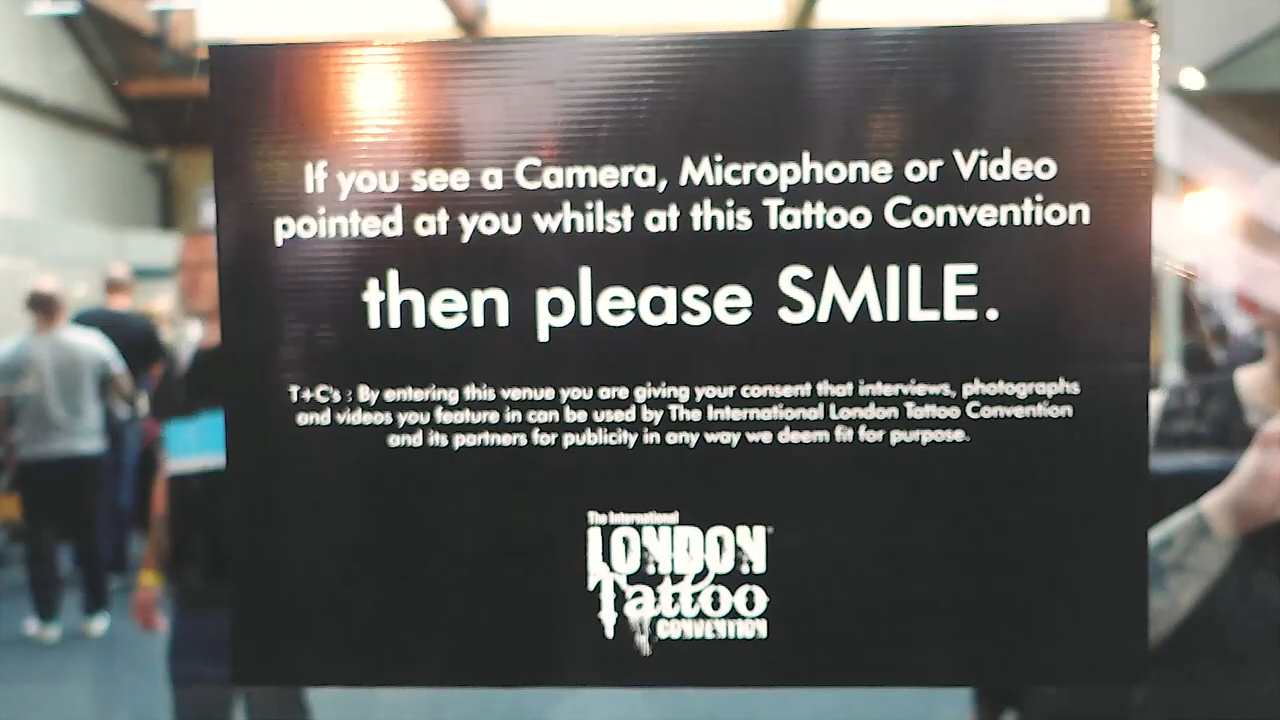 If you see a Camera, Microphone or Video
pointed at you whilst at this Tattoo Convention
then please SMILE.
T+C's : By entering this venue you are giving your consent that interviews, photographs
and videos you feature in can be used by The International London Tattoo Convention
and its partners for publicity in any way we deem fit for purpose.
The International
LONDON
Tattoo
CONVENTION